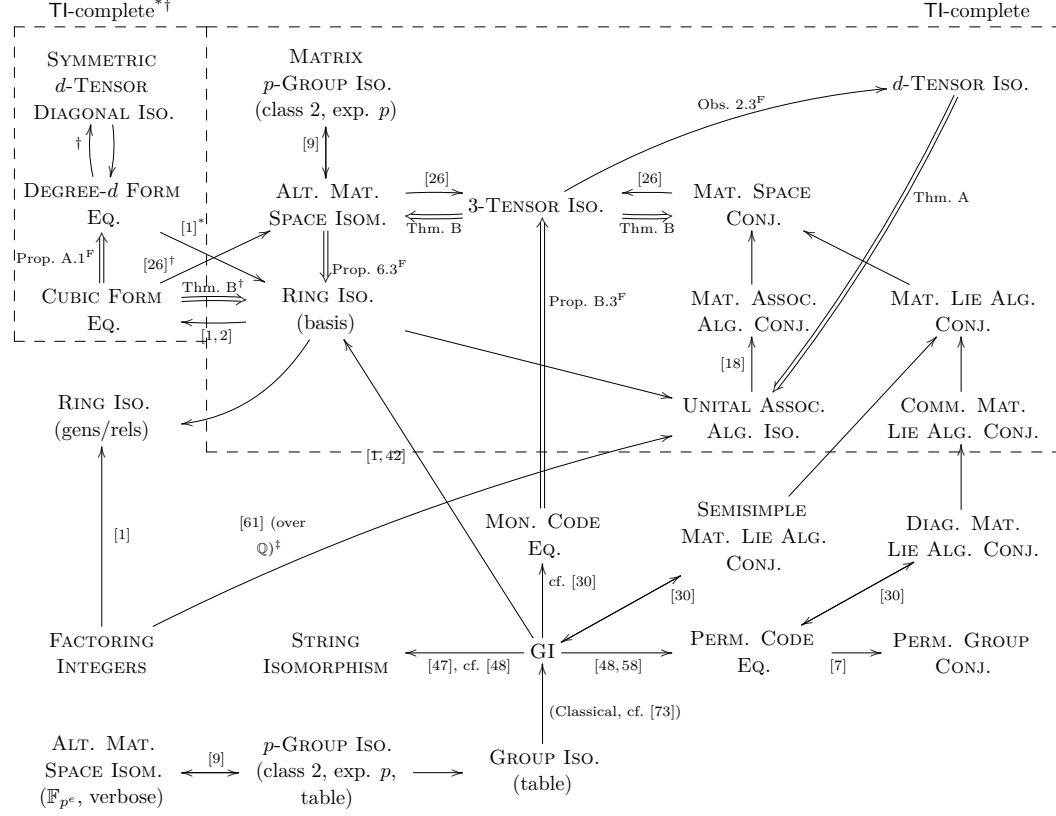 TI-complete*†
TI-complete
SYMMETRIC
d-TENSOR
DIAGONAL ISO.
MATRIX
p-GROUP ISO.
(class 2, exp. p)
d-TENSOR ISO.
Obs. 2.3F
†
[9]
DEGREE-d FORM
EQ.
ALT. MAT.
SPACE ISOM.
[26]
Thm. B
3-TENSOR ISO.
[26]
Thm. B
MAT. SPACE
CONJ.
Thm. A
[1]*
Prop. A.1F
[26]†
Prop. 6.3F
CUBIC FORM
EQ.
Thm. B†
[1, 2]
RING ISO.
(basis)
Prop. B.3F
MAT. ASSOC.
ALG. CONJ.
MAT. LIE ALG.
CONJ.
[18]
RING ISO.
(gens/rels)
UNITAL ASSOC.
ALG. ISO.
COMM. MAT.
LIE ALG. CONJ.
[1, 42]
[1]
[61] (over
ℚ)‡
MON. CODE
EQ.
SEMISIMPLE
MAT. LIE ALG.
CONJ.
DIAG. MAT.
LIE ALG. CONJ.
cf. [30]
[30]
[30]
FACTORING
INTEGERS
STRING
ISOMORPHISM
[47], cf. [48]
GI
[48, 58]
PERM. CODE
EQ.
[7]
PERM. GROUP
CONJ.
(Classical, cf. [73])
ALT. MAT.
SPACE ISOM.
(𝔽pe, verbose)
[9]
p-GROUP ISO.
(class 2, exp. p,
table)
GROUP ISO.
(table)